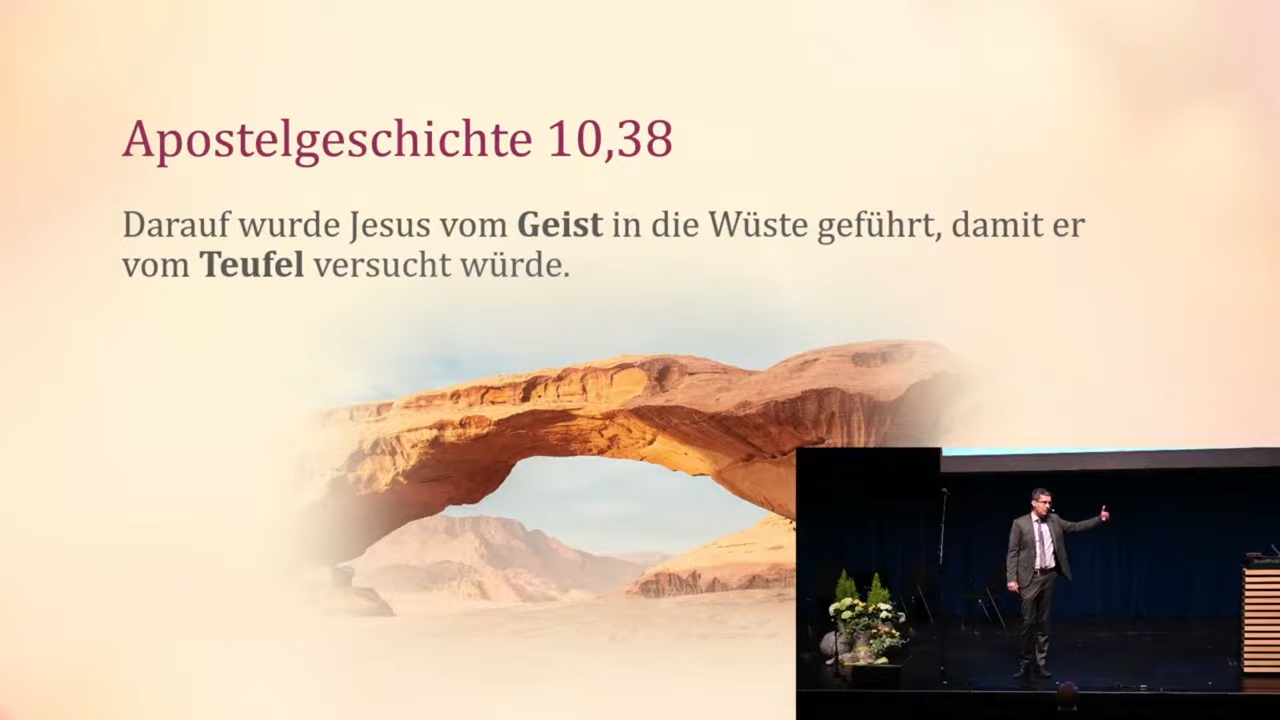 Apostelgeschichte 10,38
Darauf wurde Jesus vom Geist in die Wüste geführt, damit er
vom Teufel versucht würde.